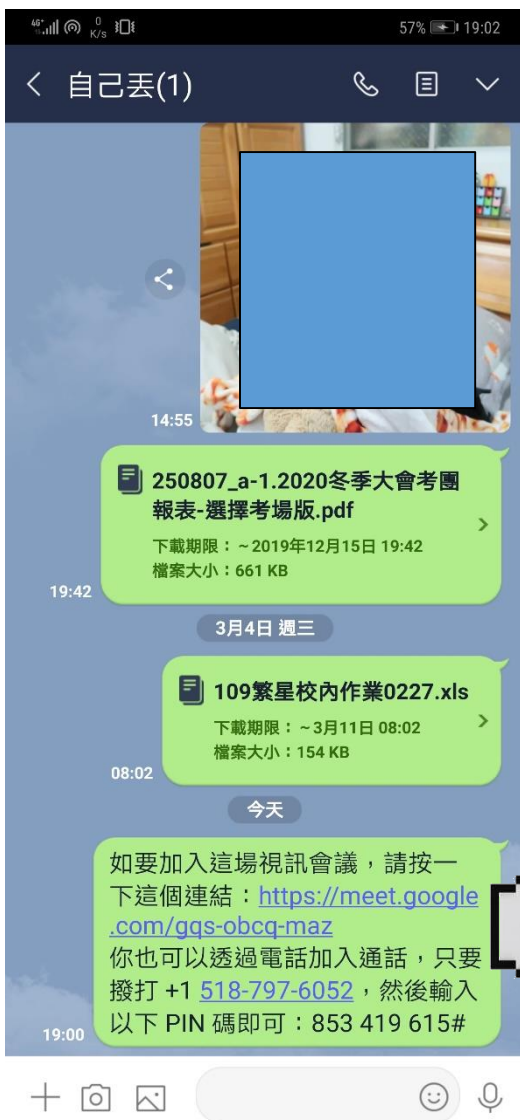 46+
0 K/s
57% 19:02
自己丟(1)
14:55
250807_a-1.2020冬季大會考團
報表-選擇考場版.pdf
下載期限：~2019年12月15日 19:42
檔案大小：661 KB
19:42
3月4日 週三
109繁星校內作業0227.xls
下載期限：~3月11日 08:02
檔案大小：154 KB
08:02
今天
如要加入這場視訊會議，請按一
下這個連結：https://meet.google
.com/gqs-obcq-maz
你也可以透過電話加入通話，只要
撥打 +1 518-797-6052，然後輸入
以下 PIN 碼即可：853 419 615#
19:00